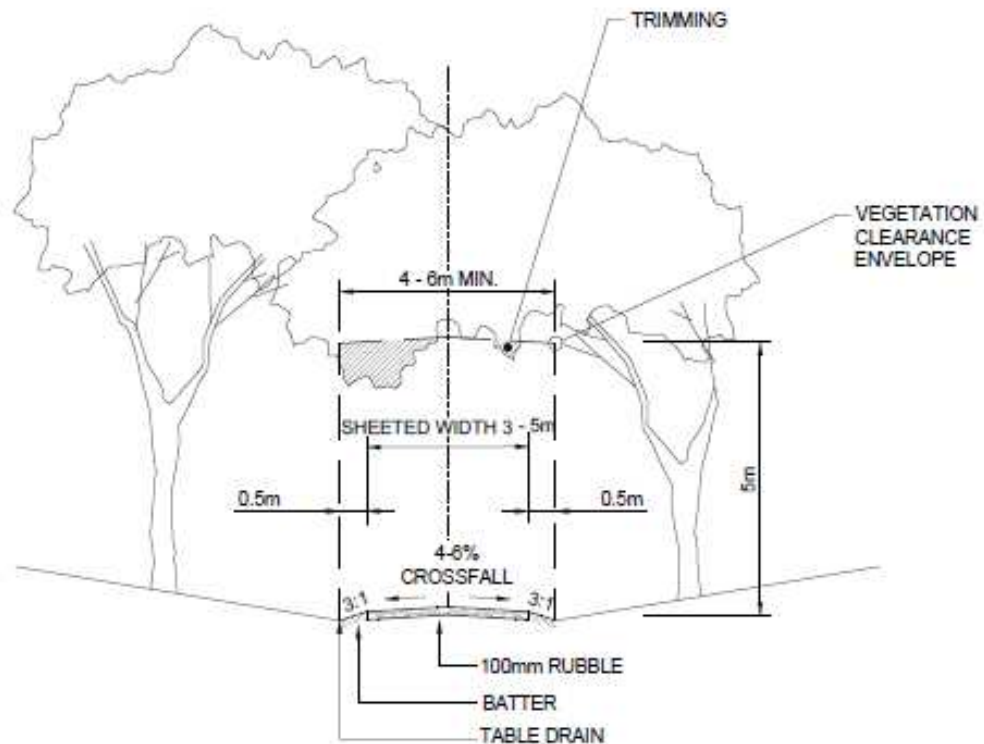 TRIMMING
VEGETATION
CLEARANCE
ENVELOPE
4 - 6m MIN.
SHEETED WIDTH 3 - 5m
0.5m
0.5m
5m
4-6%
CROSSFALL
3:1
3:1
100mm RUBBLE
BATTER
TABLE DRAIN